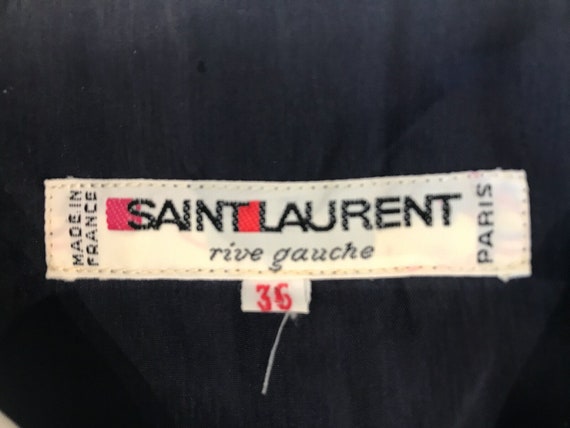 MADE IN
FRANCE
SAINT LAURENT
rive gauche
PARIS
36